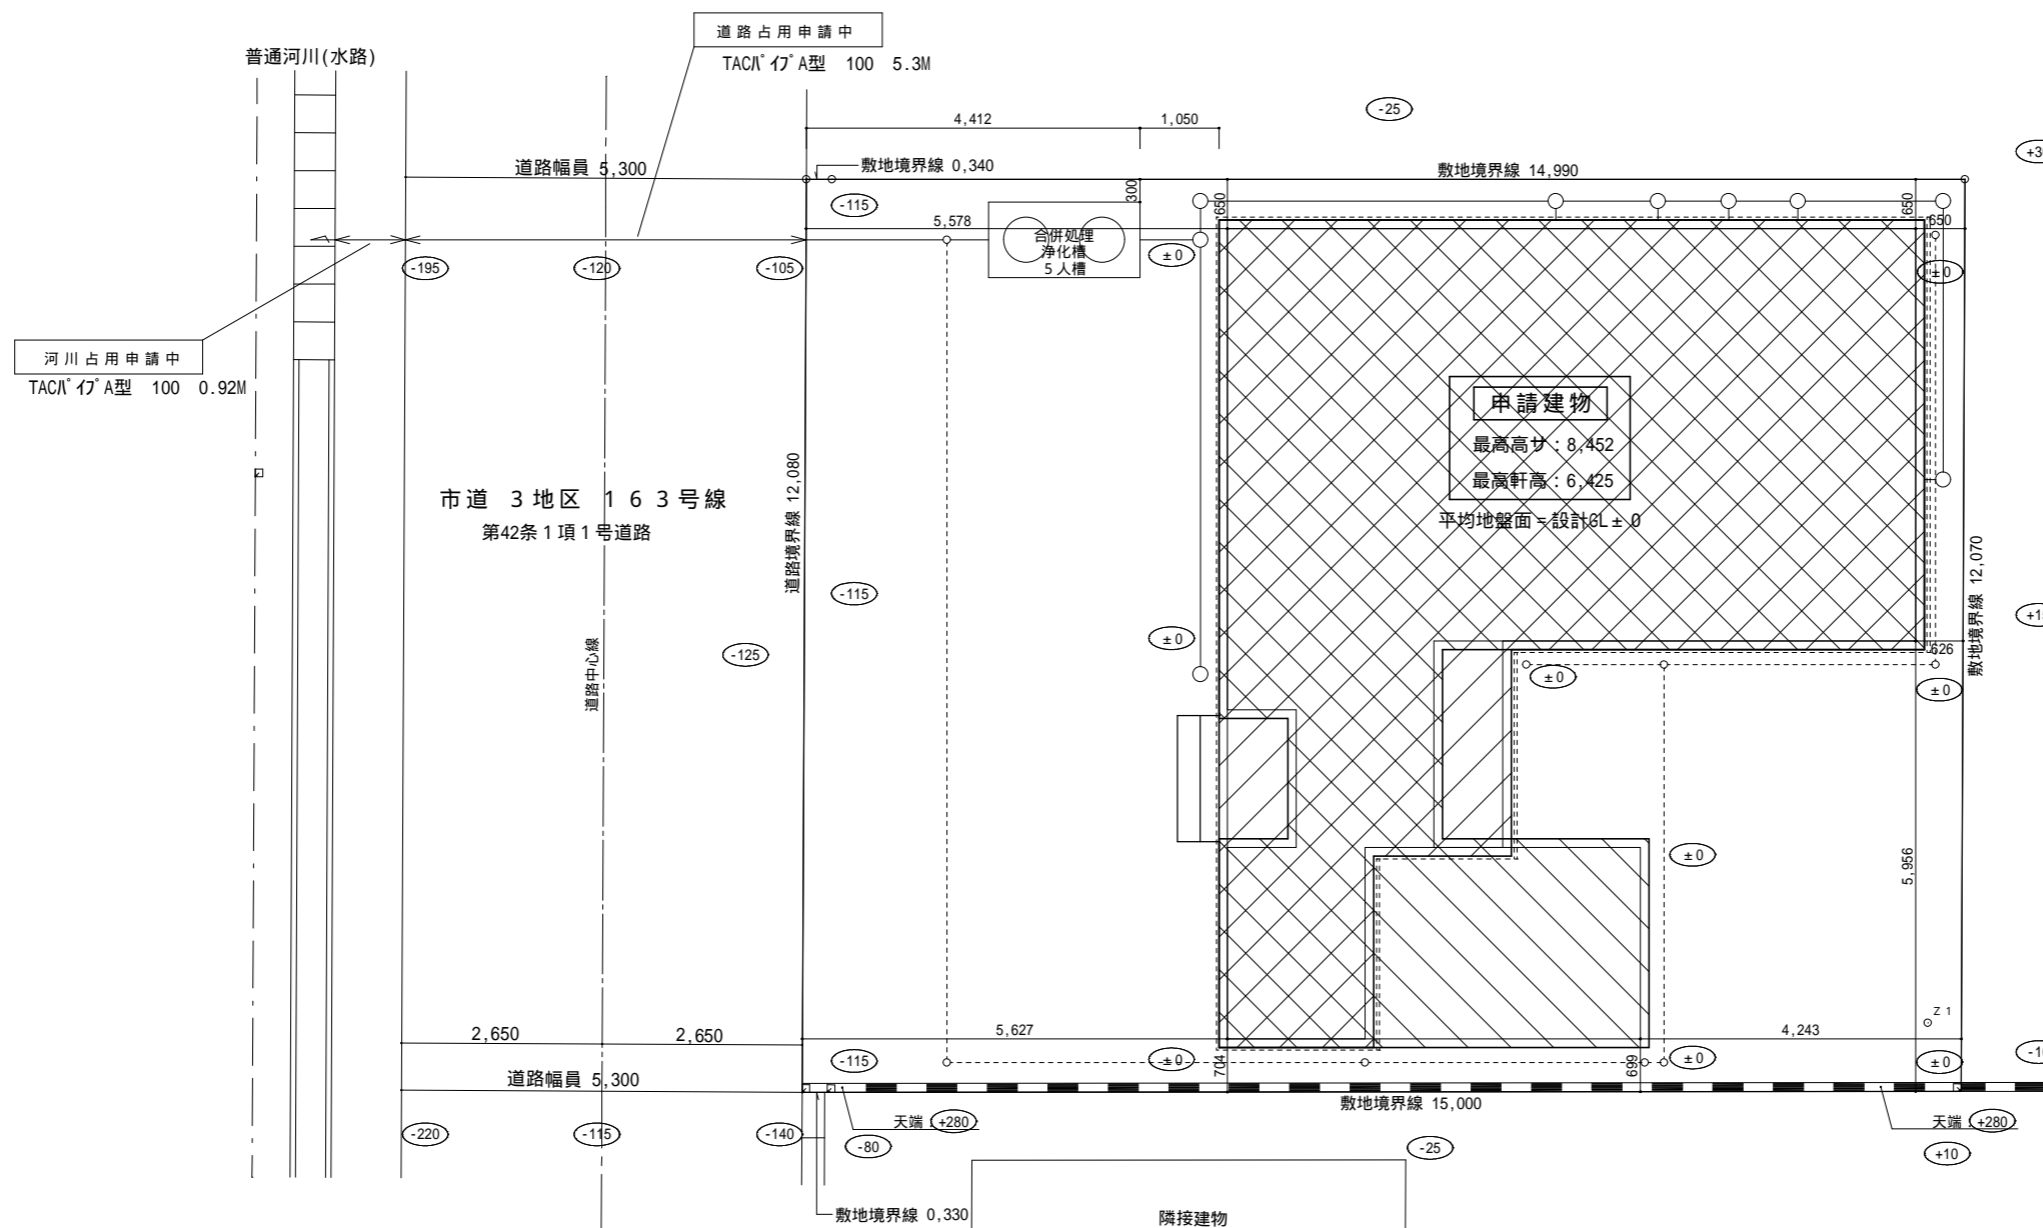 道路占用申請中
TACﾊﾟｲﾌﾟA型 100 5.3M
普通河川(水路)
-25
4,412
1,050
道路幅員 5,300
敷地境界線 0,340
敷地境界線 14,990
300
650
650
650
-115
5,578
合併処理
浄化槽
5人槽
±0
±0
-195
-120
-105
河川占用申請中
TACﾊﾟｲﾌﾟA型 100 0.92M
申請建物
最高高サ：8,452
最高軒高：6,425
平均地盤面＝設計GL±0
市道 3地区 163号線
第42条1項1号道路
道路境界線 12,080
敷地境界線 12,070
-115
道路中心線
-125
±0
626
±0
±0
±0
5,956
Z1
2,650
2,650
5,627
4,243
-115
±0
704
699
±0
±0
道路幅員 5,300
敷地境界線 15,000
天端：+280
天端：+280
-220
-115
-140
-80
-25
+10
敷地境界線 0,330
隣接建物